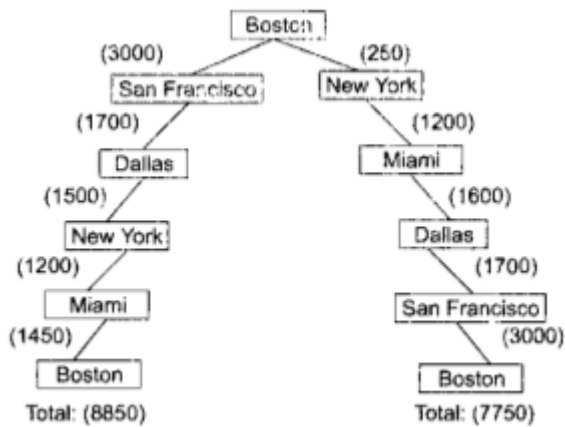 Boston
(3000) (250)
San Francisco New York
(1700) (1200)
Dallas Miami
(1500) (1600)
New York Dallas
(1200) (1700)
Miami San Francisco
(1450) (3000)
Boston Boston
Total: (8850) Total: (7750)